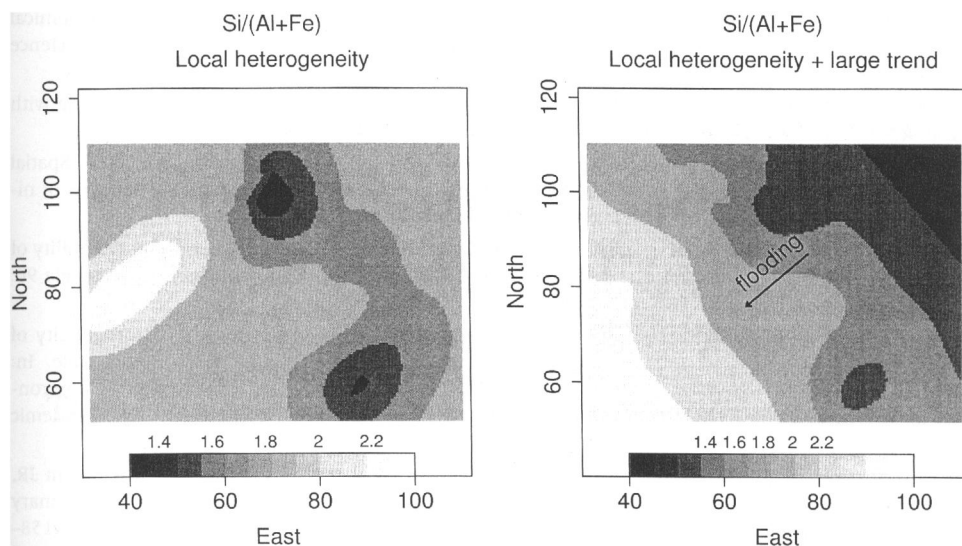 Si/(Al+Fe)
Local heterogeneity
120
100
80
60
North
1.4 1.6 1.8 2 2.2
40 60 80 100
East
Si/(Al+Fe)
Local heterogeneity + large trend
120
100
80
60
North
flooding
1.4 1.6 1.8 2 2.2
40 60 80 100
East